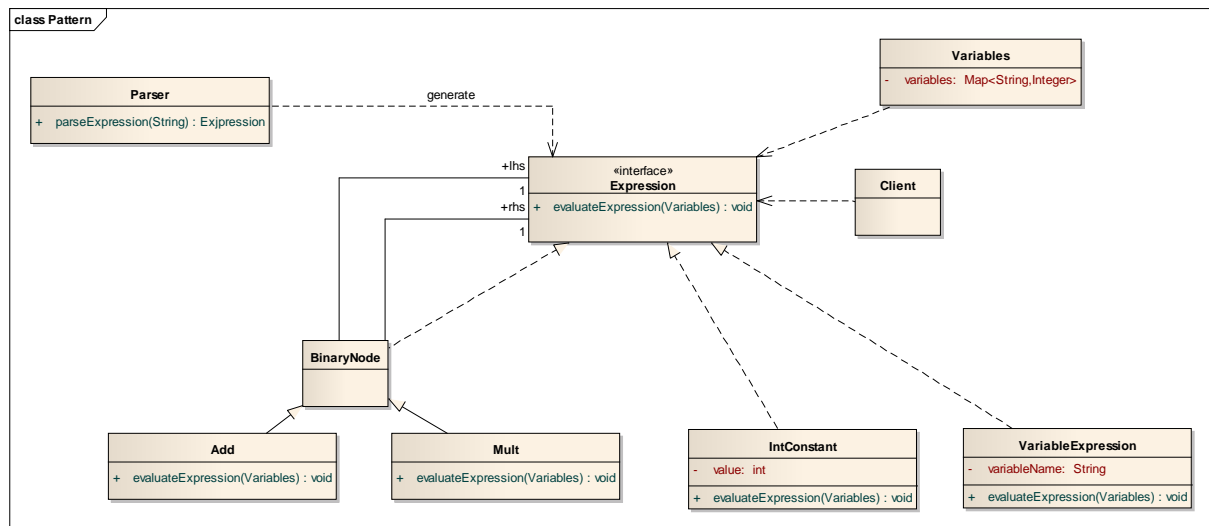 class Pattern
Variables
- variables: Map<String,Integer>
Parser
+ parseExpression(String) : Exjpression
generate
+lhs
1
+rhs
1
«interface»
Expression
+ evaluateExpression(Variables) : void
Client
BinaryNode
Add
+ evaluateExpression(Variables) : void
Mult
+ evaluateExpression(Variables) : void
IntConstant
- value: int
+ evaluateExpression(Variables) : void
VariableExpression
- variableName: String
+ evaluateExpression(Variables) : void